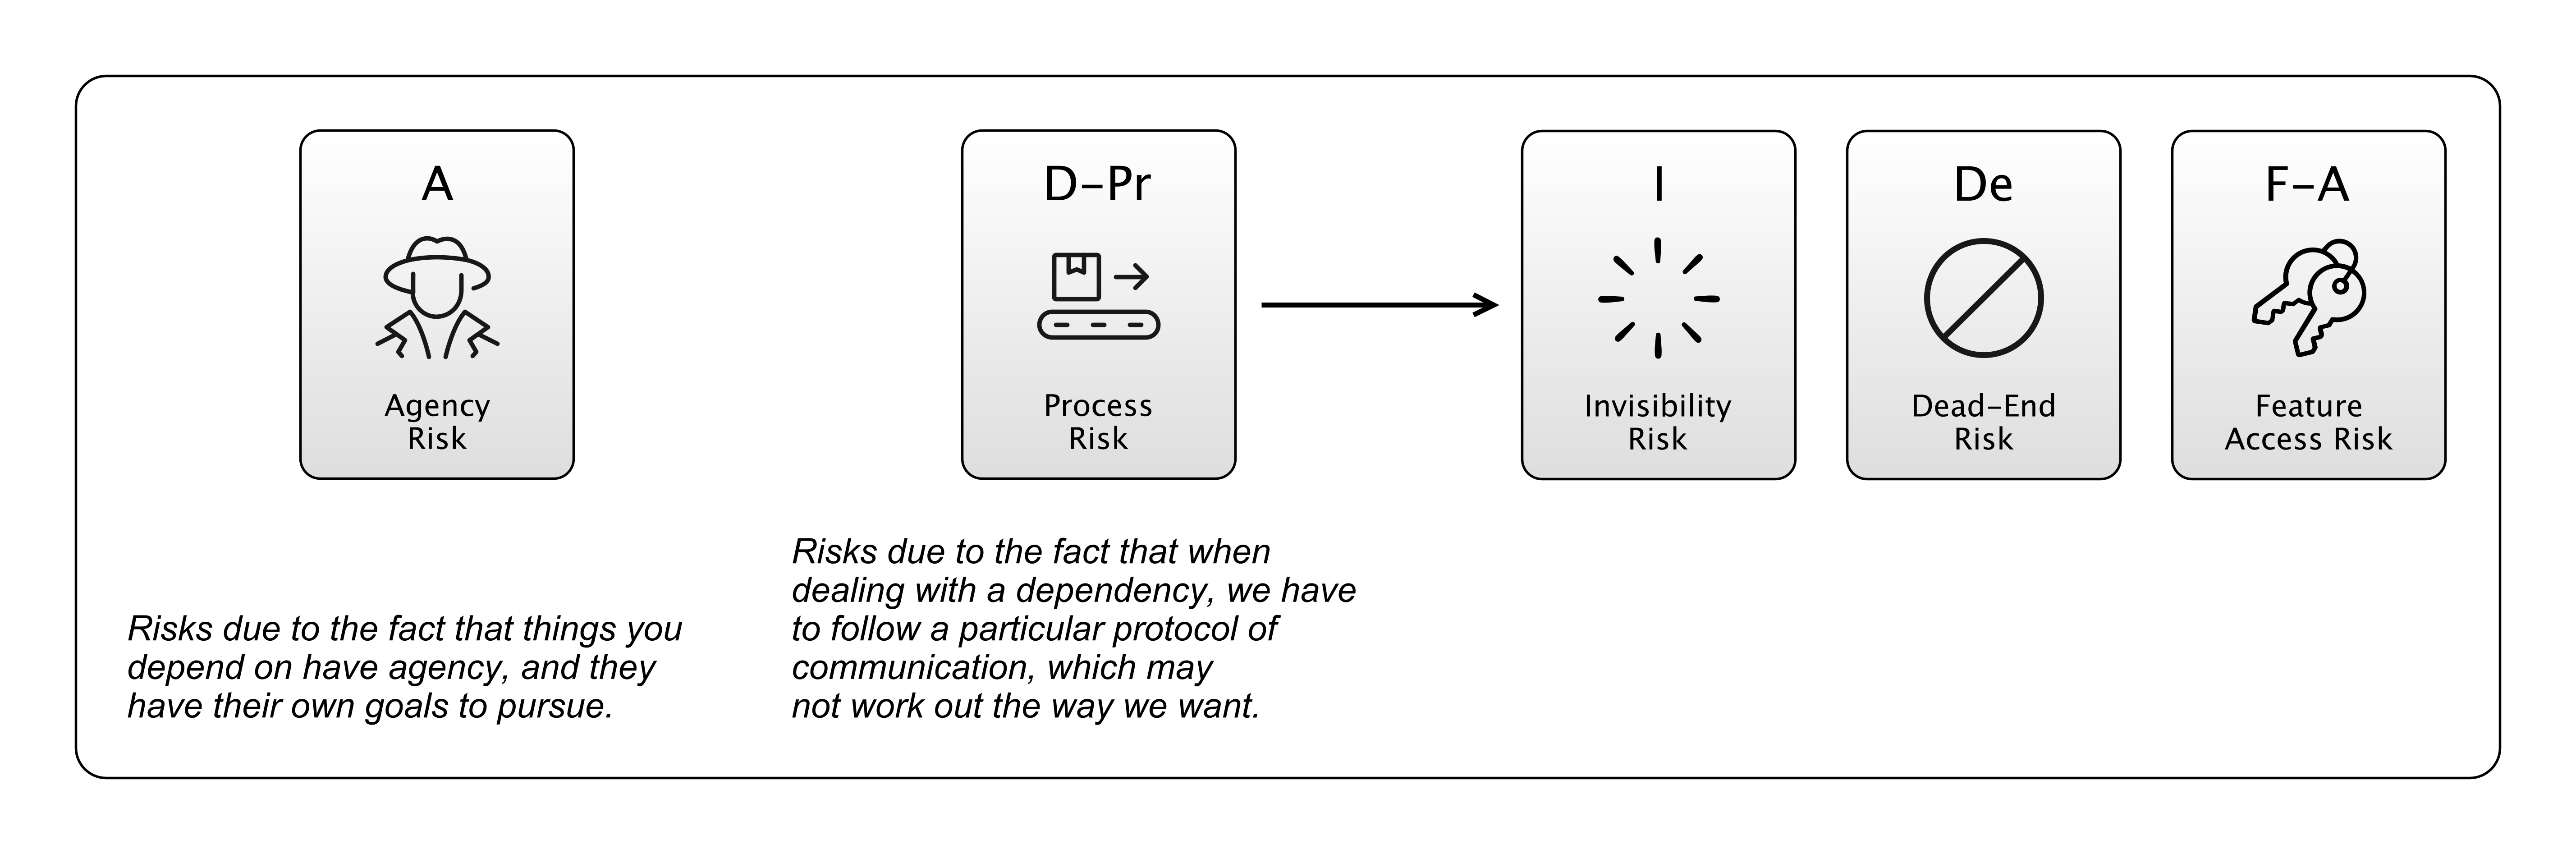 A
Agency
Risk
D–Pr
Process
Risk
I
Invisibility
Risk
De
Dead–End
Risk
F–A
Feature
Access Risk
Risks due to the fact that things you
depend on have agency, and they
have their own goals to pursue.
Risks due to the fact that when
dealing with a dependency, we have
to follow a particular protocol of
communication, which may
not work out the way we want.